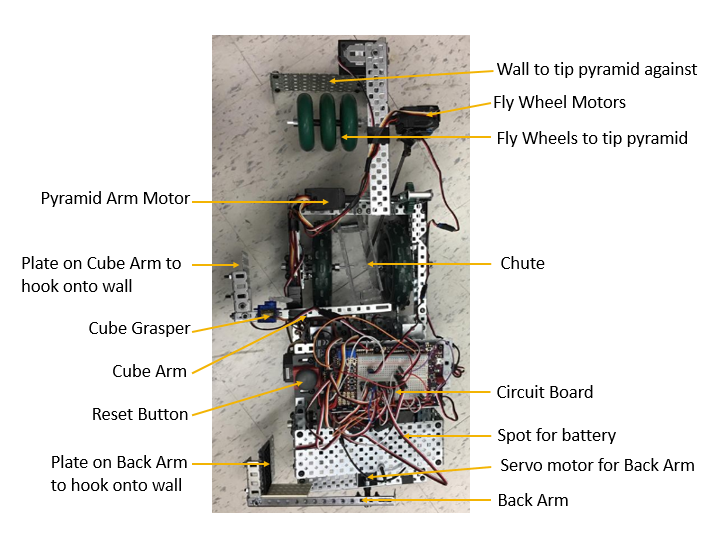 Wall to tip pyramid against
Fly Wheel Motors
Fly Wheels to tip pyramid
Pyramid Arm Motor
Plate on Cube Arm to
hook onto wall
Chute
Cube Grasper
Cube Arm
Reset Button
Circuit Board
Spot for battery
Plate on Back Arm
to hook onto wall
Servo motor for Back Arm
Back Arm